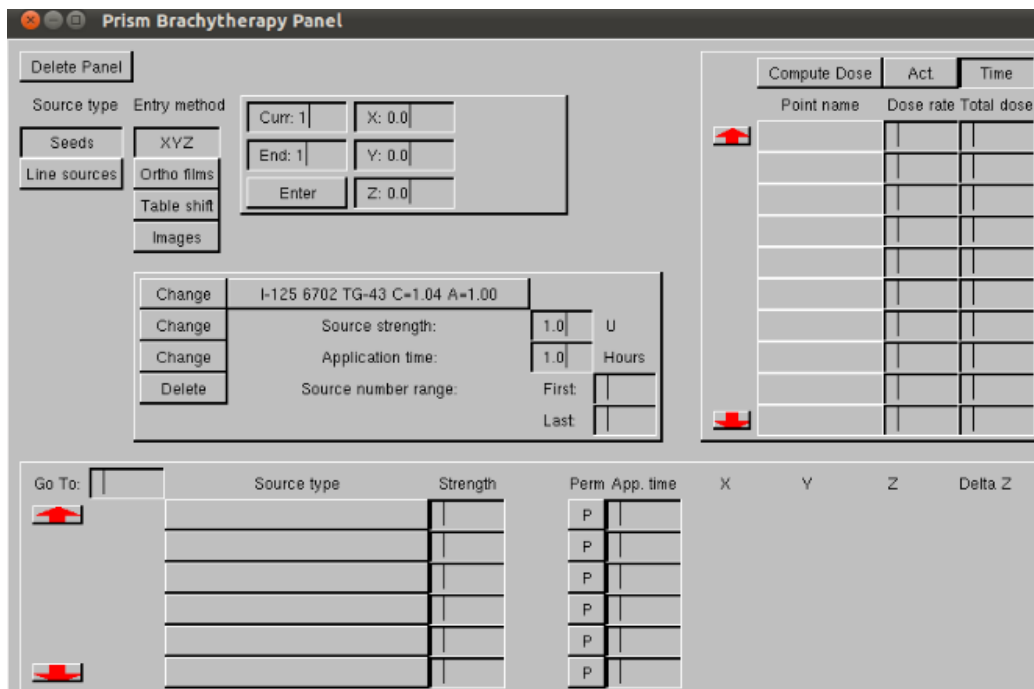 Prism Brachytherapy Panel
Delete Panel
Source type Entry method
Seeds
Line sources
XYZ
Ortho films
Table shift
Images
Curr: 1
End: 1
Enter
X: 0.0
Y: 0.0
Z: 0.0
Change I-125 6702 TG-43 C=1.04 A=1.00
Change Source strength: 1.0 U
Change Application time: 1.0 Hours
Delete Source number range: First:
Last:
Compute Dose Act. Time
Point name Dose rate Total dose
Go To: Source type Strength Perm App. time X Y Z Delta Z
P
P
P
P
P
P